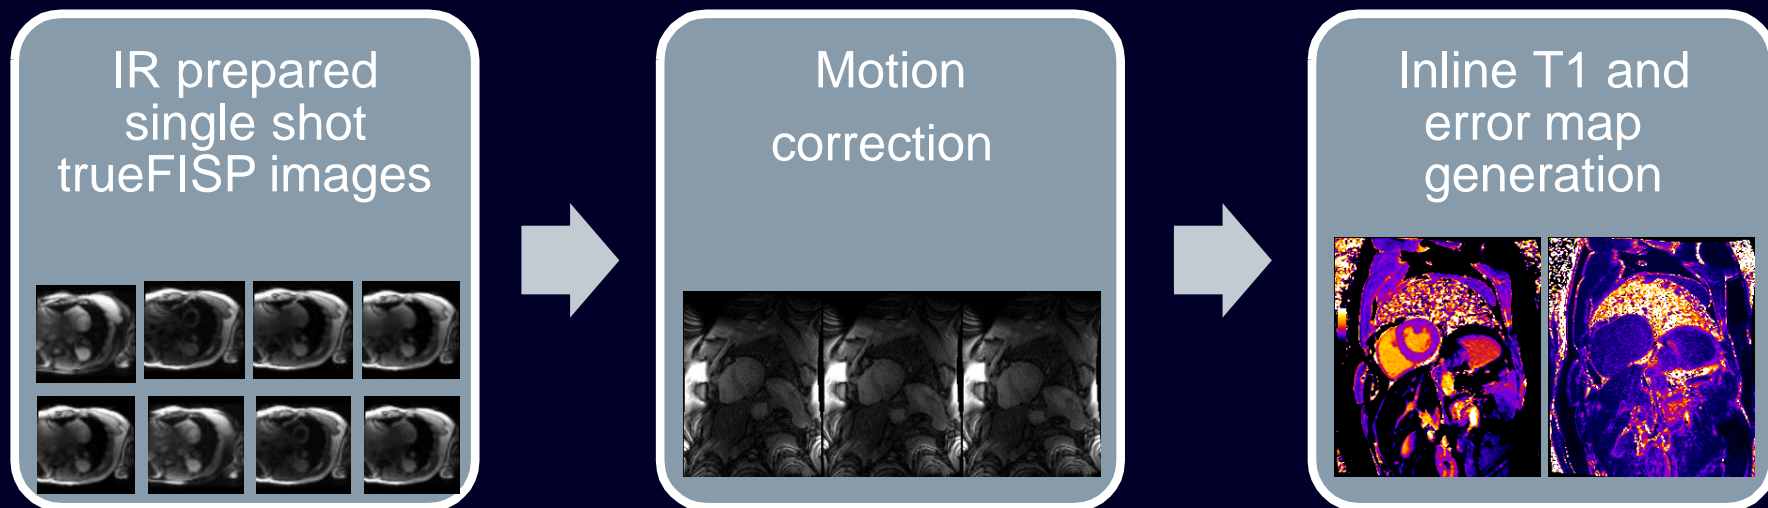 IR prepared
single shot
trueFISP images
Motion
correction
Inline T1 and
error map
generation